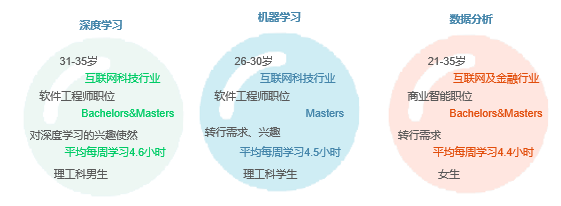 深度学习
31-35岁
互联网科技行业
软件工程师职位
Bachelors&Masters
对深度学习的兴趣使然
平均每周学习4.6小时
理工科男生
机器学习
26-30岁
互联网科技行业
软件工程师职位
Masters
转行需求、兴趣
平均每周学习4.5小时
理工科学生
数据分析
21-35岁
互联网及金融行业
商业智能职位
Bachelors&Masters
转行需求
平均每周学习4.4小时
女生